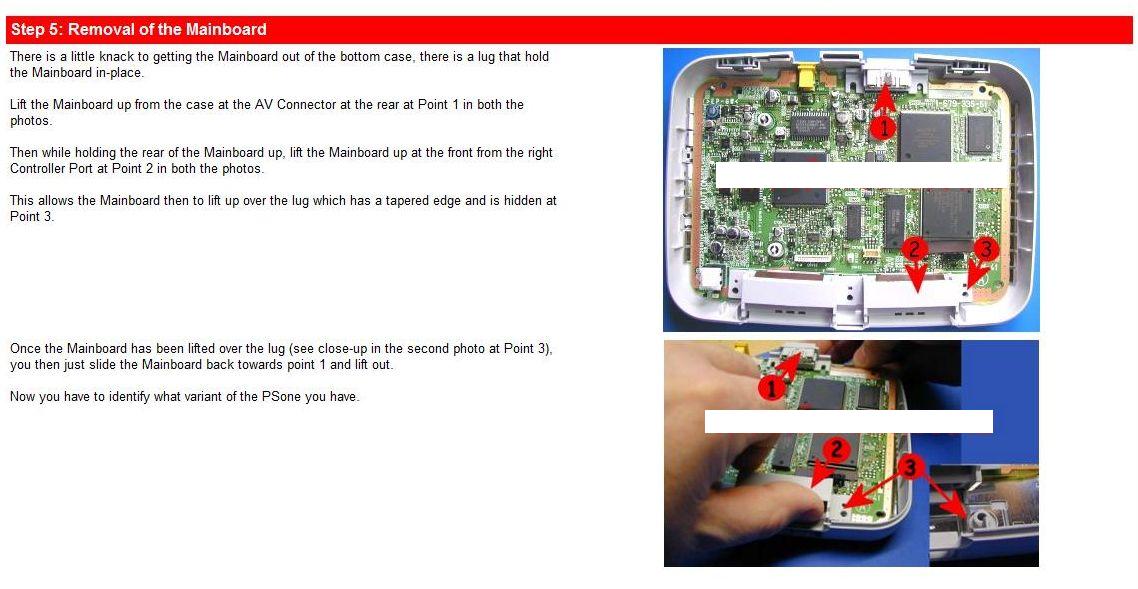 Step 5: Removal of the Mainboard
There is a little knack to getting the Mainboard out of the bottom case, there is a lug that hold
the Mainboard in-place.
Lift the Mainboard up from the case at the AV Connector at the rear at Point 1 in both the
photos.
Then while holding the rear of the Mainboard up, lift the Mainboard up at the front from the right
Controller Port at Point 2 in both the photos.
This allows the Mainboard then to lift up over the lug which has a tapered edge and is hidden at
Point 3.
1-679-335-51
1
2
3
Once the Mainboard has been lifted over the lug (see close-up in the second photo at Point 3),
you then just slide the Mainboard back towards point 1 and lift out.
Now you have to identify what variant of the PSone you have.
1
2
3